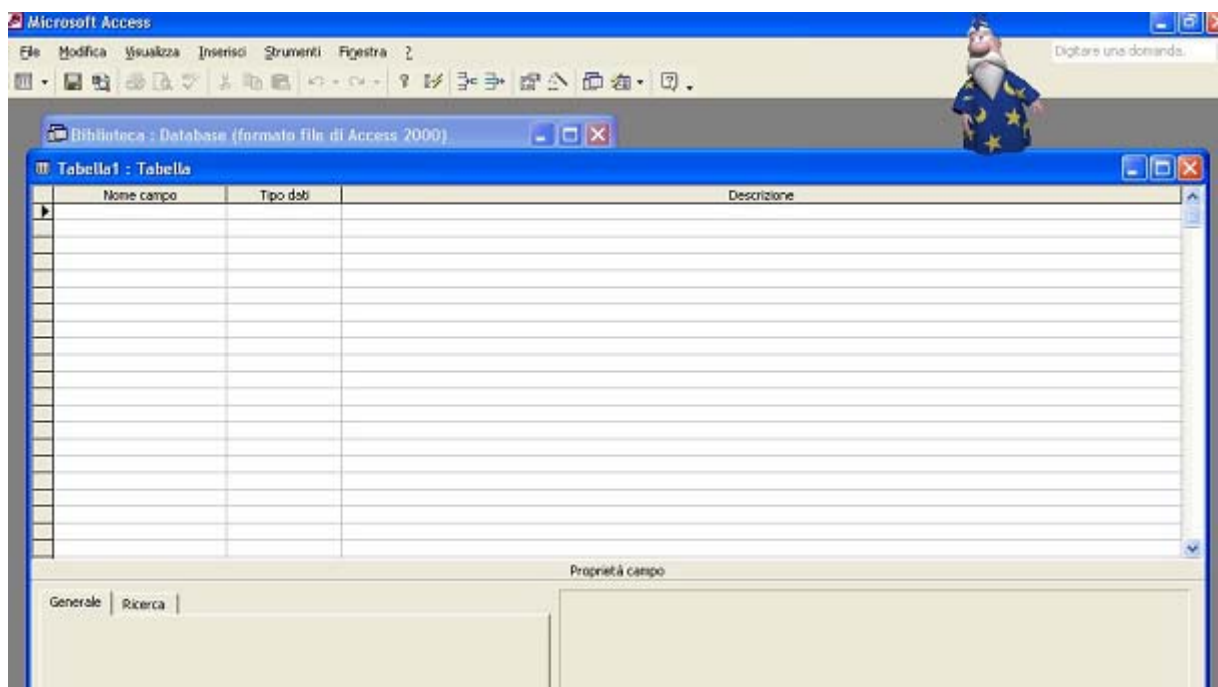 Microsoft Access
File Modifica Visualizza Inserisci Strumenti Finestra ?
Digitare una domanda.
Biblioteca : Database (formato file di Access 2000)
Tabella1 : Tabella
Nome campo Tipo dati Descrizione
Proprietà campo
Generale Ricerca